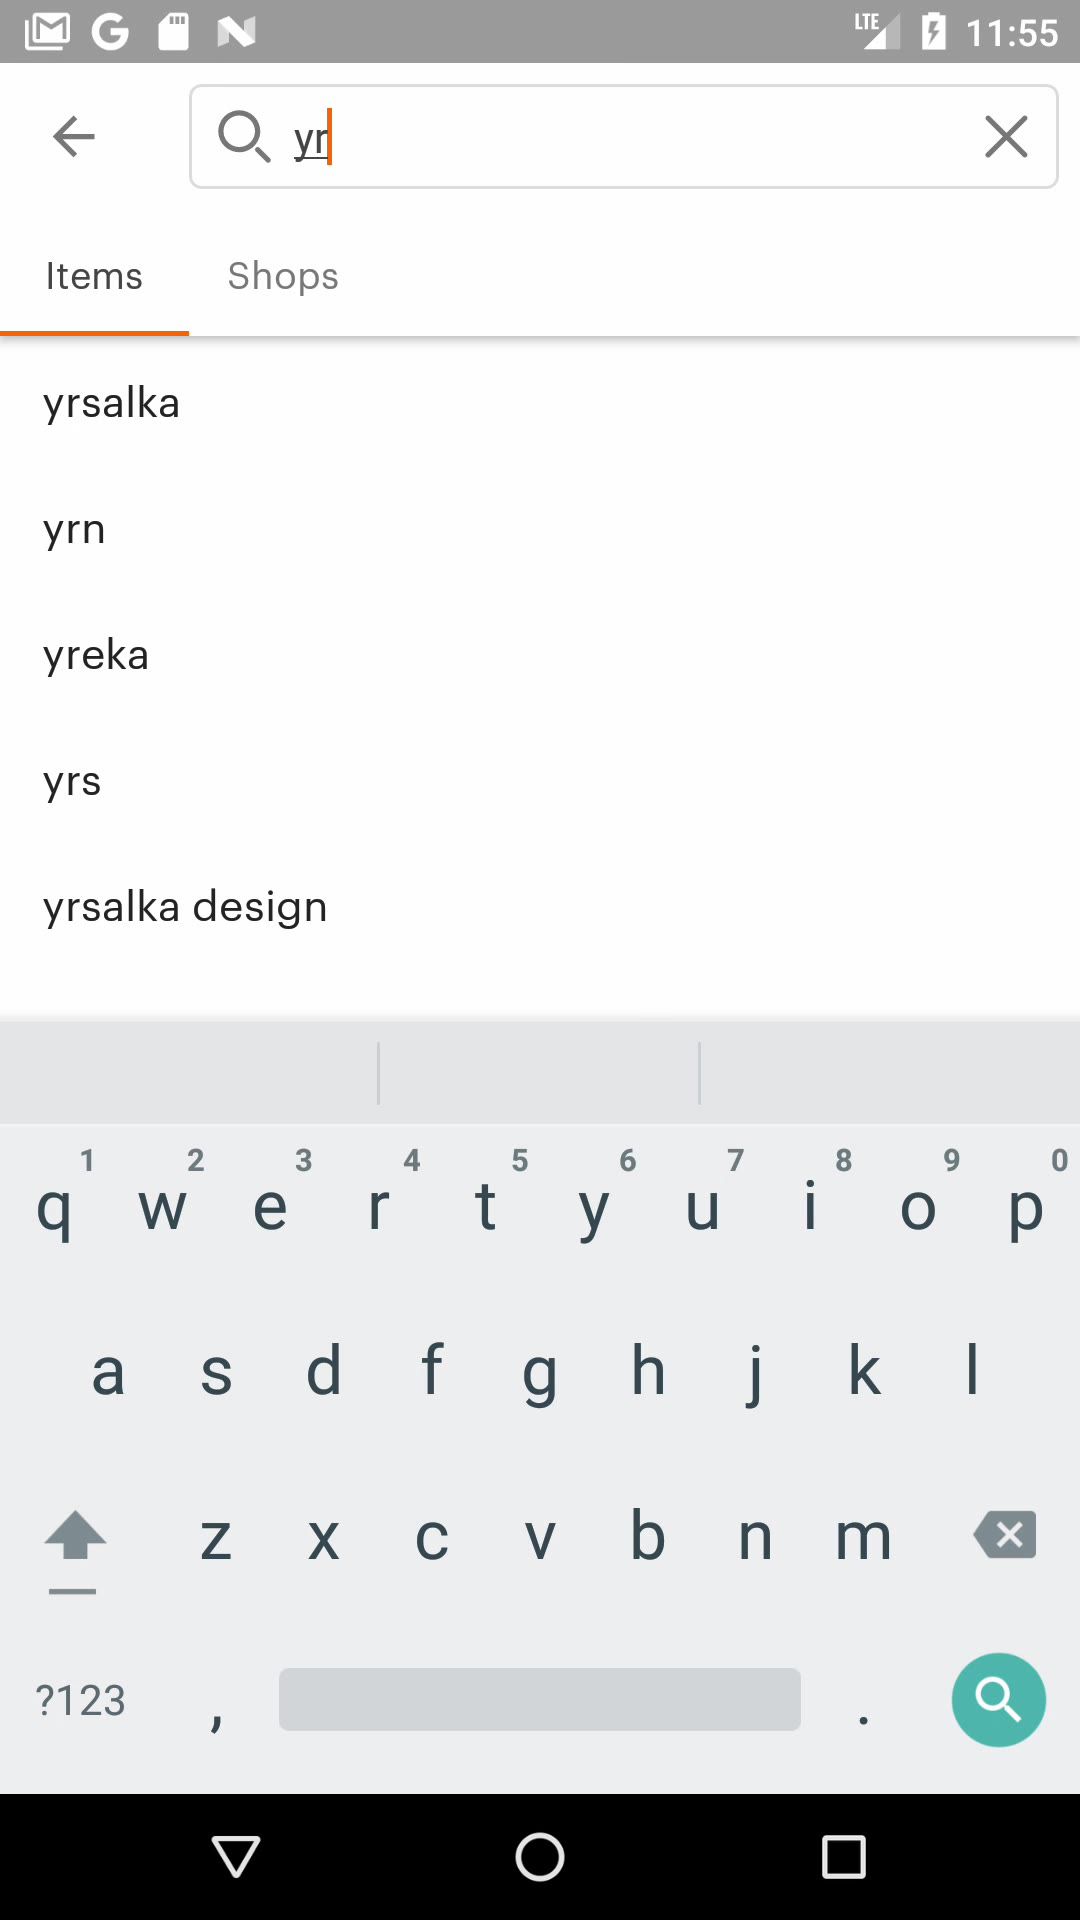 LTE 11:55
yr
Items Shops
yrsalka
yrn
yreka
yrs
yrsalka design
1 2 3 4 5 6 7 8 9 0
q w e r t y u i o p
a s d f g h j k l
z x c v b n m
?123 , .